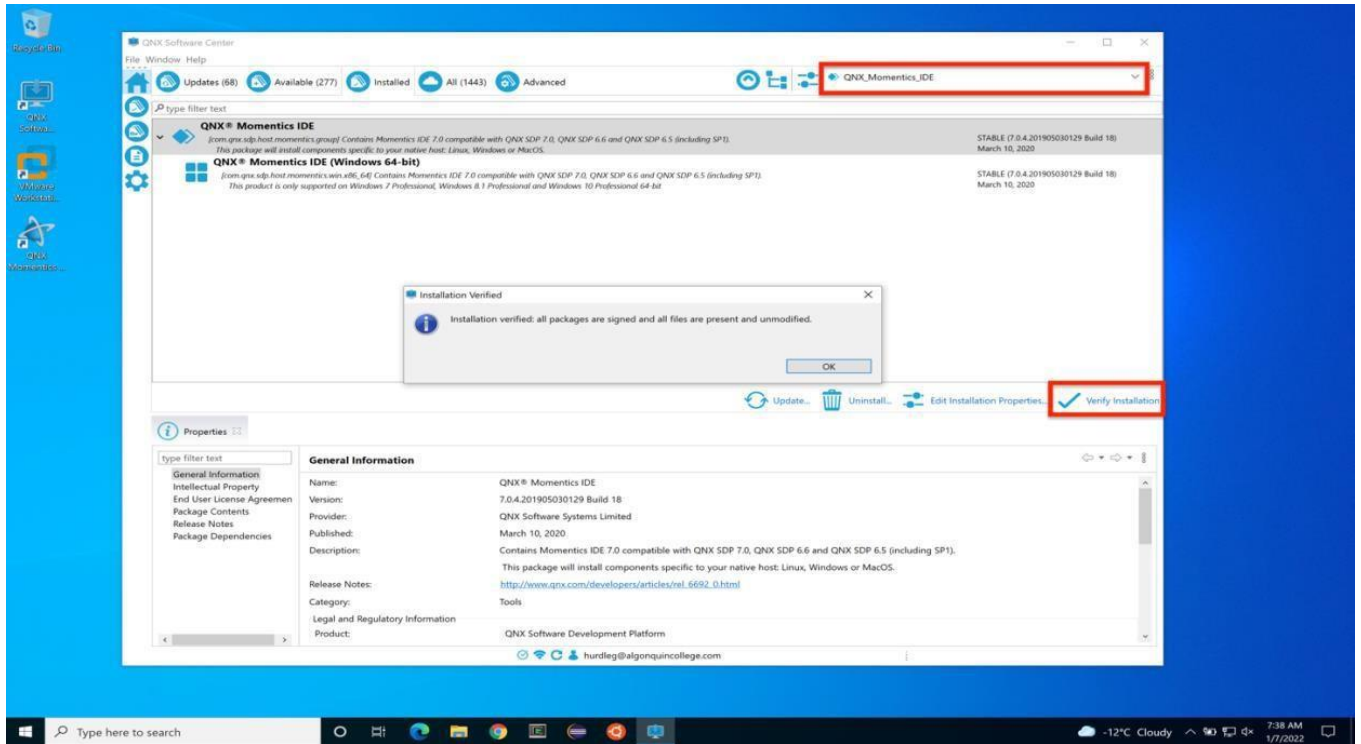 Recycle Bin
QNX
Softwa...
VMware
Workstati...
QNX
Momentics ...
QNX Software Center
File Window Help
Updates (68) Available (277) Installed All (1443) Advanced QNX_Momentics_IDE
type filter text
QNX® Momentics IDE
[com.qnx.sdp.host.momentics.group] Contains Momentics IDE 7.0 compatible with QNX SDP 7.0, QNX SDP 6.6 and QNX SDP 6.5 (including SP1). STABLE (7.0.4.201905030129 Build 18)
This package will install components specific to your native host: Linux, Windows or MacOS. March 10, 2020
QNX® Momentics IDE (Windows 64-bit)
[com.qnx.sdp.host.momentics.win.x86_64] Contains Momentics IDE 7.0 compatible with QNX SDP 7.0, QNX SDP 6.6 and QNX SDP 6.5 (including SP1). STABLE (7.0.4.201905030129 Build 18)
This product is only supported on Windows 7 Professional, Windows 8.1 Professional and Windows 10 Professional 64-bit March 10, 2020
Installation Verified
Installation verified: all packages are signed and all files are present and unmodified.
OK
Update... Uninstall... Edit Installation Properties... Verify Installation
Properties
type filter text
General Information
Intellectual Property
End User License Agreemen
Package Contents
Release Notes
Package Dependencies
General Information
Name: QNX® Momentics IDE
Version: 7.0.4.201905030129 Build 18
Provider: QNX Software Systems Limited
Published: March 10, 2020
Description: Contains Momentics IDE 7.0 compatible with QNX SDP 7.0, QNX SDP 6.6 and QNX SDP 6.5 (including SP1).
This package will install components specific to your native host: Linux, Windows or MacOS.
Release Notes: http://www.qnx.com/developers/articles/rel_6692_0.html
Category: Tools
Legal and Regulatory Information
Product: QNX Software Development Platform
hurdleg@algonquincollege.com
Type here to search
-12°C Cloudy
7:38 AM
1/7/2022